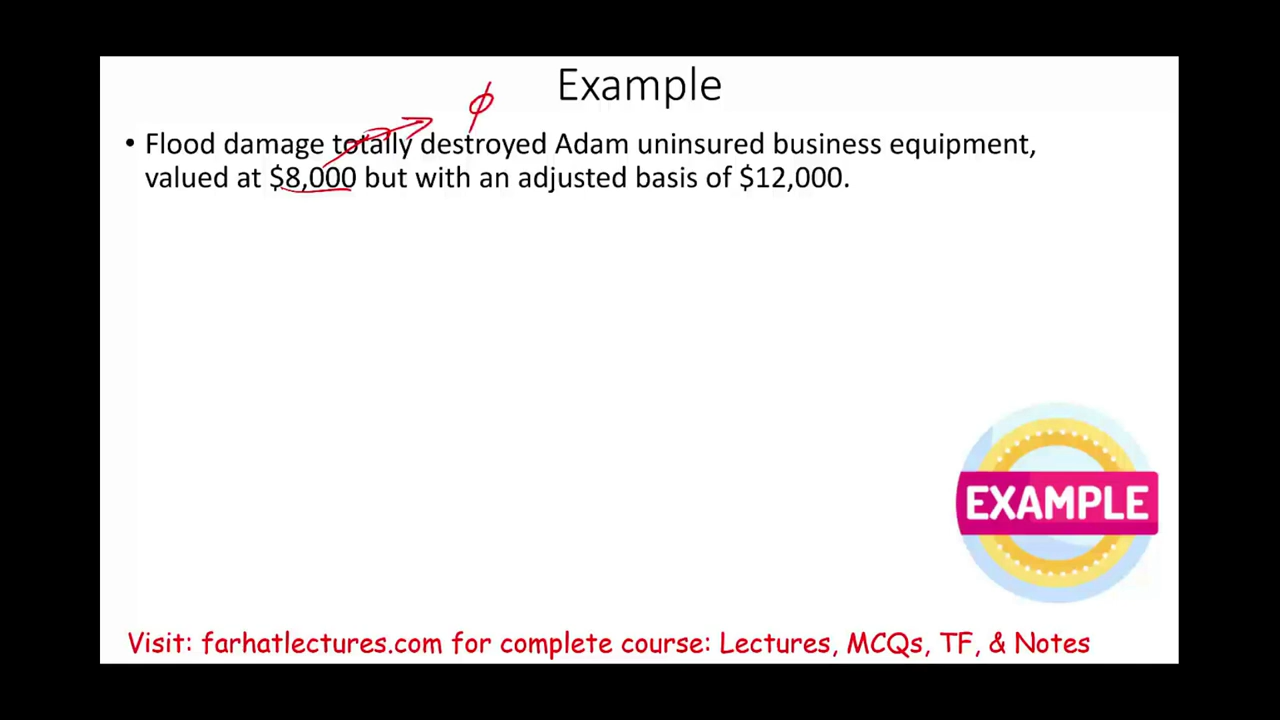 Example
ϕ
• Flood damage totally destroyed Adam uninsured business equipment,
valued at $8,000 but with an adjusted basis of $12,000.
EXAMPLE
Visit: farhatlectures.com for complete course: Lectures, MCQs, TF, & Notes